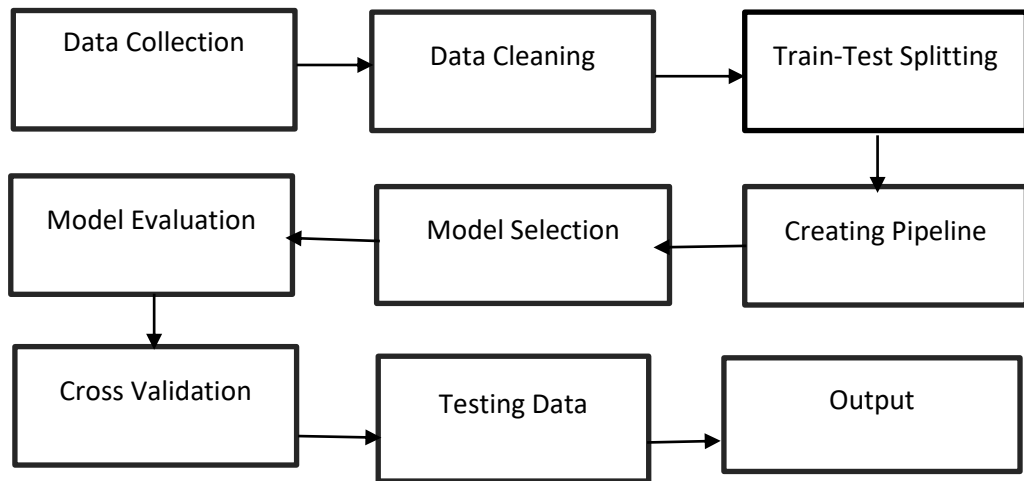 Data Collection
Data Cleaning
Train-Test Splitting
Model Evaluation
Model Selection
Creating Pipeline
Cross Validation
Testing Data
Output